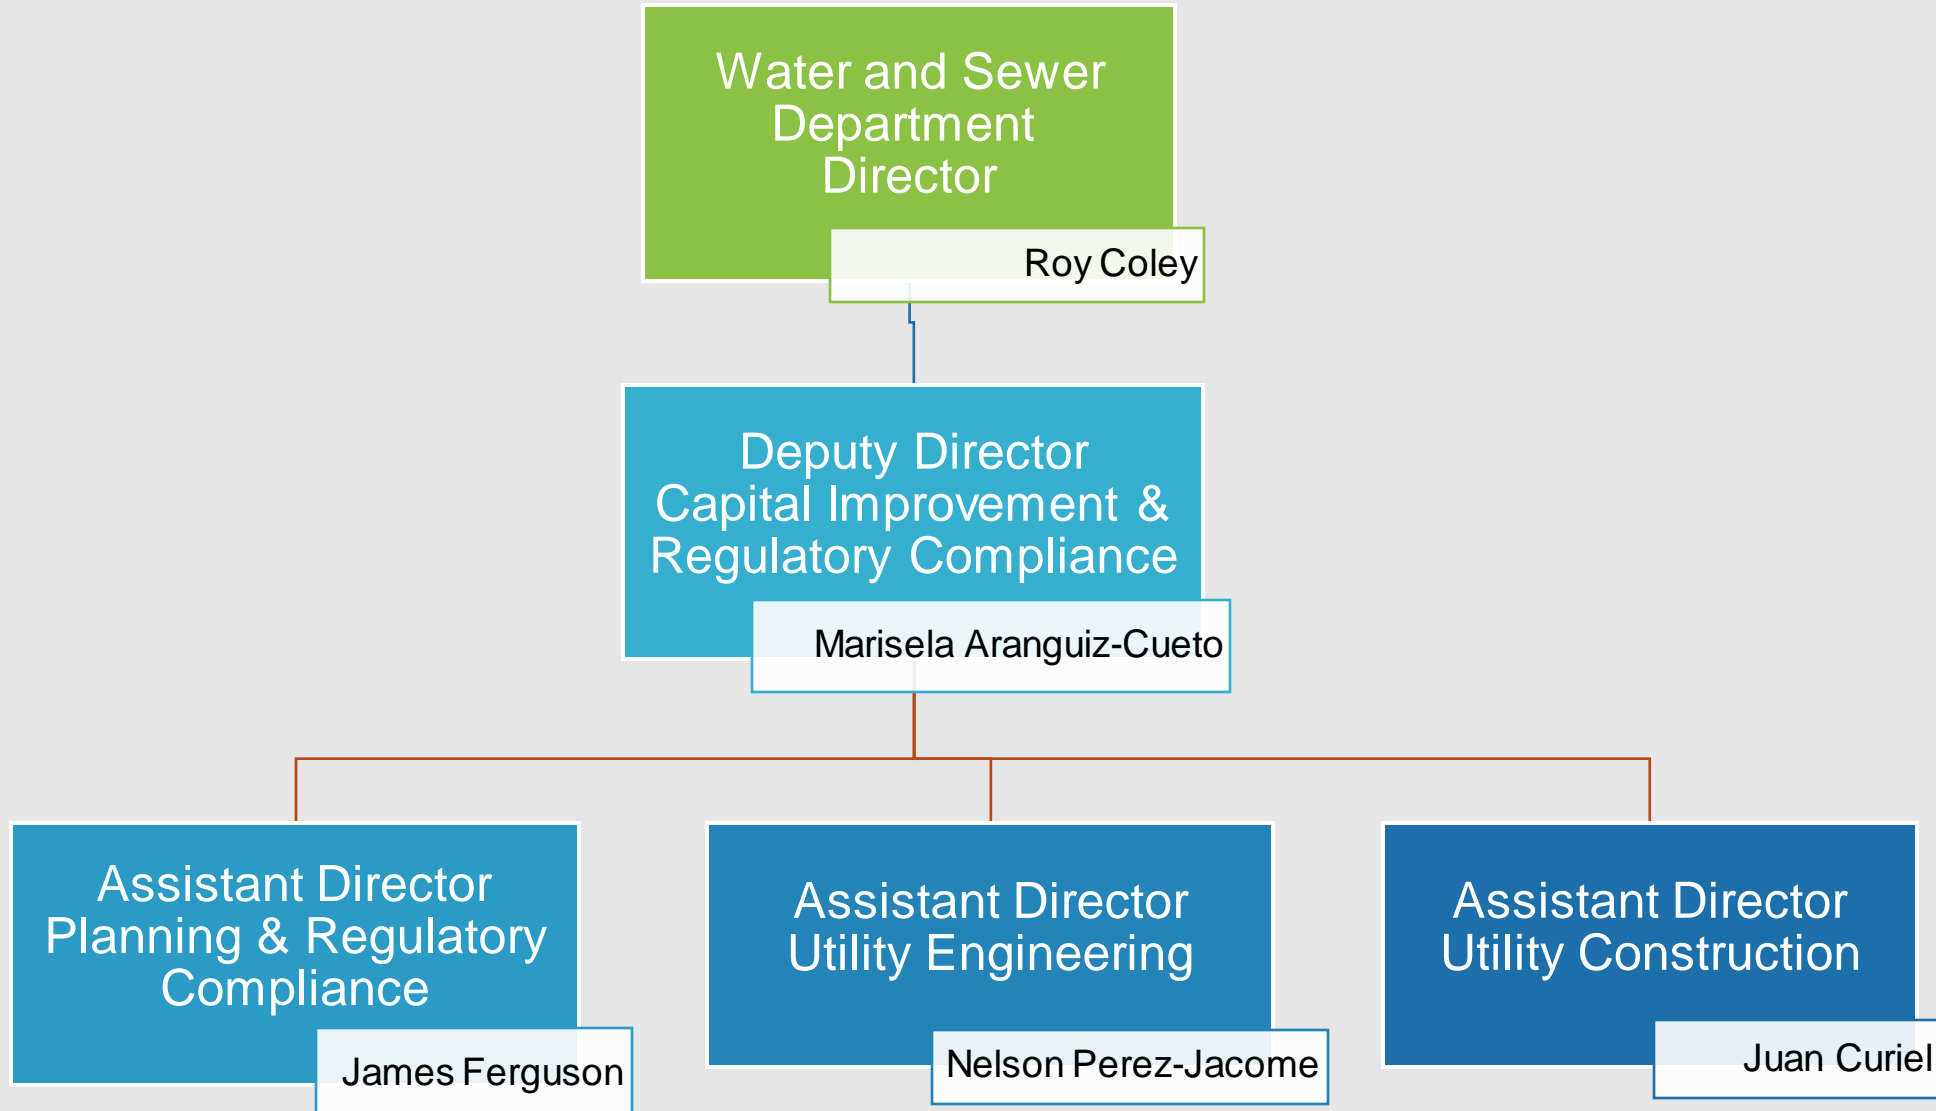 Water and Sewer
Department
Director
Roy Coley
Deputy Director
Capital Improvement &
Regulatory Compliance
Marisela Aranguiz-Cueto
Assistant Director
Planning & Regulatory
Compliance
James Ferguson
Assistant Director
Utility Engineering
Nelson Perez-Jacome
Assistant Director
Utility Construction
Juan Curiel